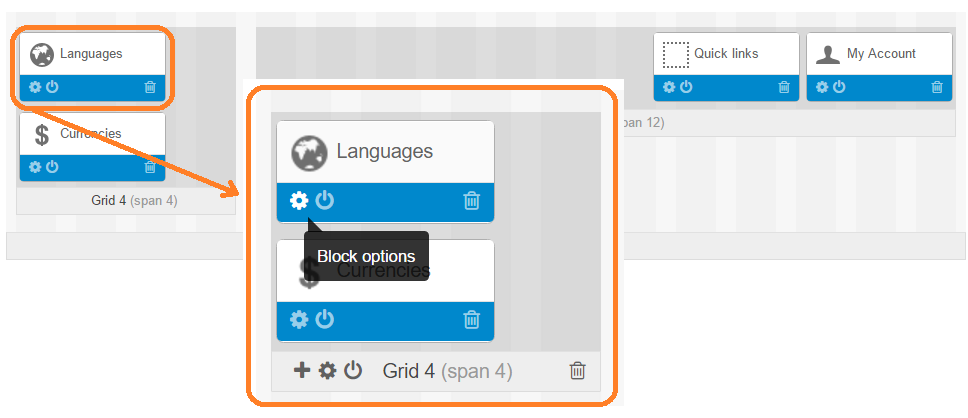 Languages
Quick links
My Account
Currencies
pan 12)
Grid 4 (span 4)
Languages
Block options
Currencies
Grid 4 (span 4)